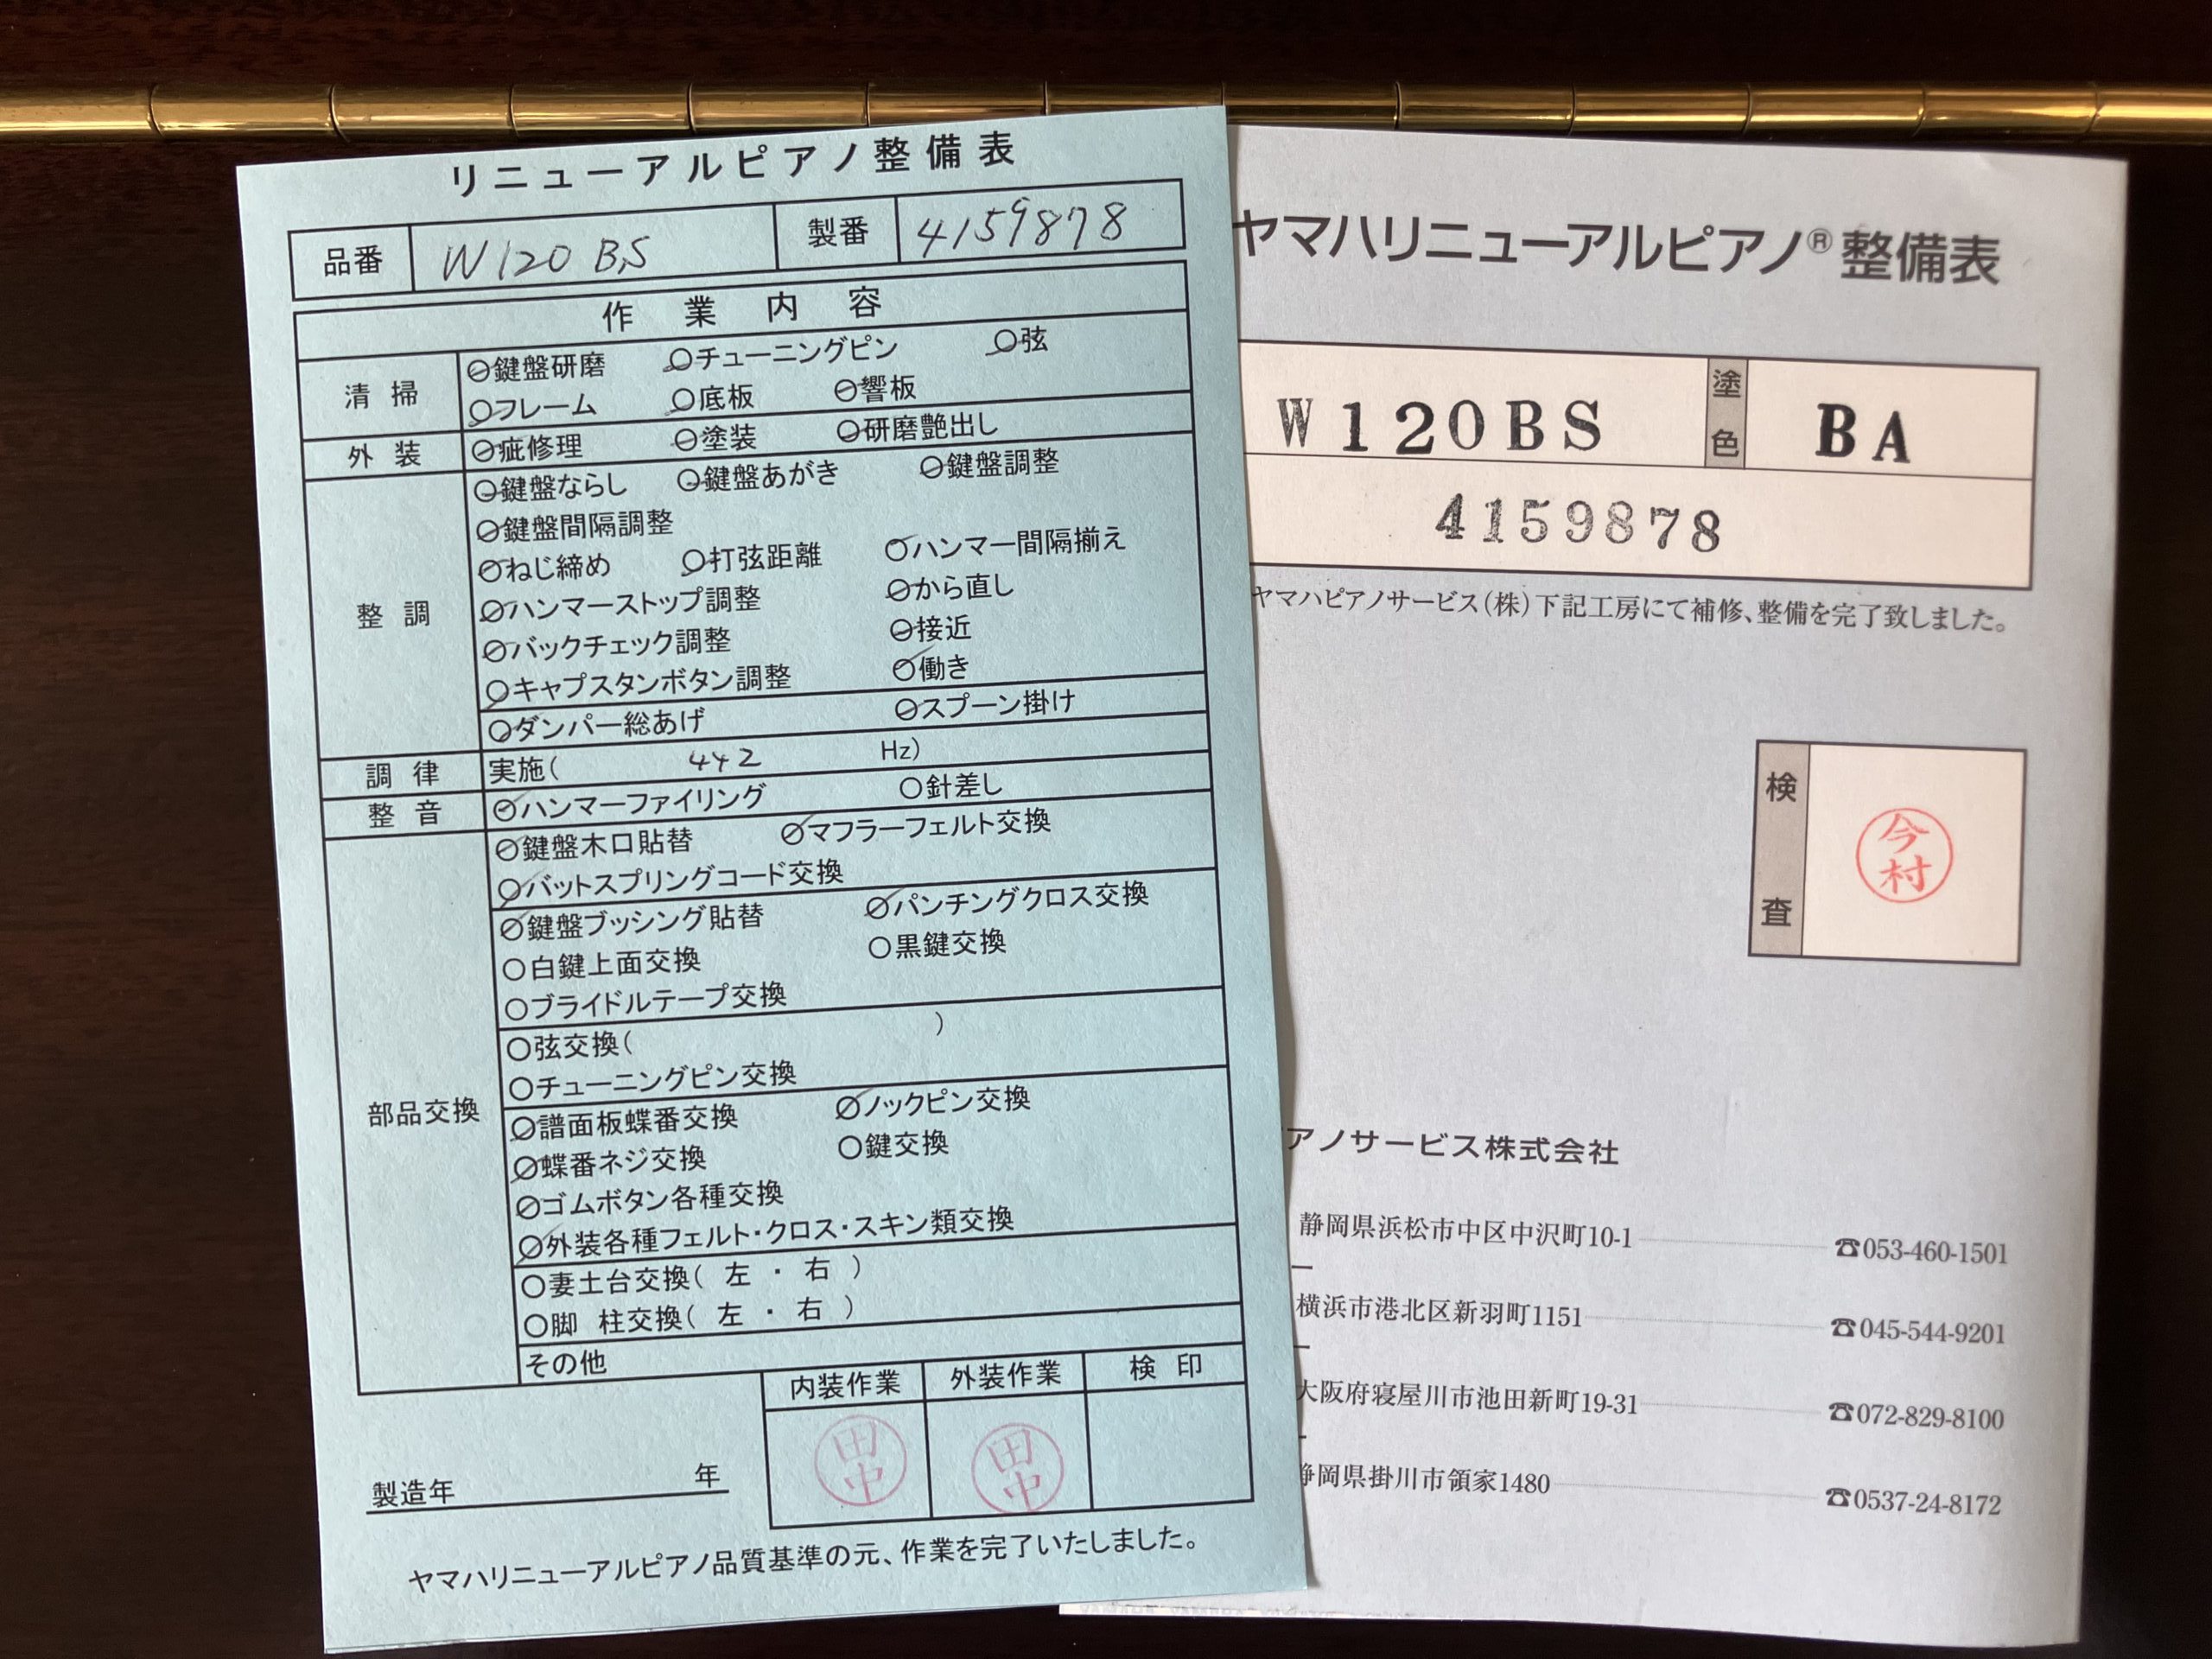 リニューアルピアノ整備表
品番 W120BS 製番 4159878
作業内容
清掃 ○鍵盤研磨 ○チューニングピン ○弦
○フレーム ○底板 ○響板
外装 ○疵修理 ○塗装 ○研磨艶出し
整調 ○鍵盤ならし ○鍵盤あがき ○鍵盤調整
○鍵盤間隔調整
○ねじ締め ○打弦距離 ○ハンマー間隔揃え
○ハンマーストップ調整 ○から直し
○バックチェック調整 ○接近
○キャプスタンボタン調整 ○働き
○ダンパー総あげ ○スプーン掛け
調律 実施( 442 Hz)
整音 ○ハンマーファイリング ○針差し
部品交換 ○鍵盤木口貼替 ○マフラーフェルト交換
○バットスプリングコード交換
○鍵盤ブッシング貼替 ○パンチングクロス交換
○白鍵上面交換 ○黒鍵交換
○ブライドルテープ交換
○弦交換( )
○チューニングピン交換
○譜面板蝶番交換 ○ノックピン交換
○蝶番ネジ交換 ○鍵交換
○ゴムボタン各種交換
○外装各種フェルト・クロス・スキン類交換
○妻土台交換( 左 ・ 右 )
○脚 柱交換( 左 ・ 右 )
その他
内装作業 外装作業 検印
田中 田中
製造年 年
ヤマハリニューアルピアノ品質基準の元、作業を完了いたしました。
ヤマハリニューアルピアノ®整備表
W120BS 塗色 BA
4159878
ヤマハピアノサービス(株)下記工房にて補修、整備を完了致しました。
検査 今村
アノサービス株式会社
静岡県浜松市中区中沢町10-1 ☎053-460-1501
横浜市港北区新羽町1151 ☎045-544-9201
大阪府寝屋川市池田新町19-31 ☎072-829-8100
静岡県掛川市領家1480 ☎0537-24-8172